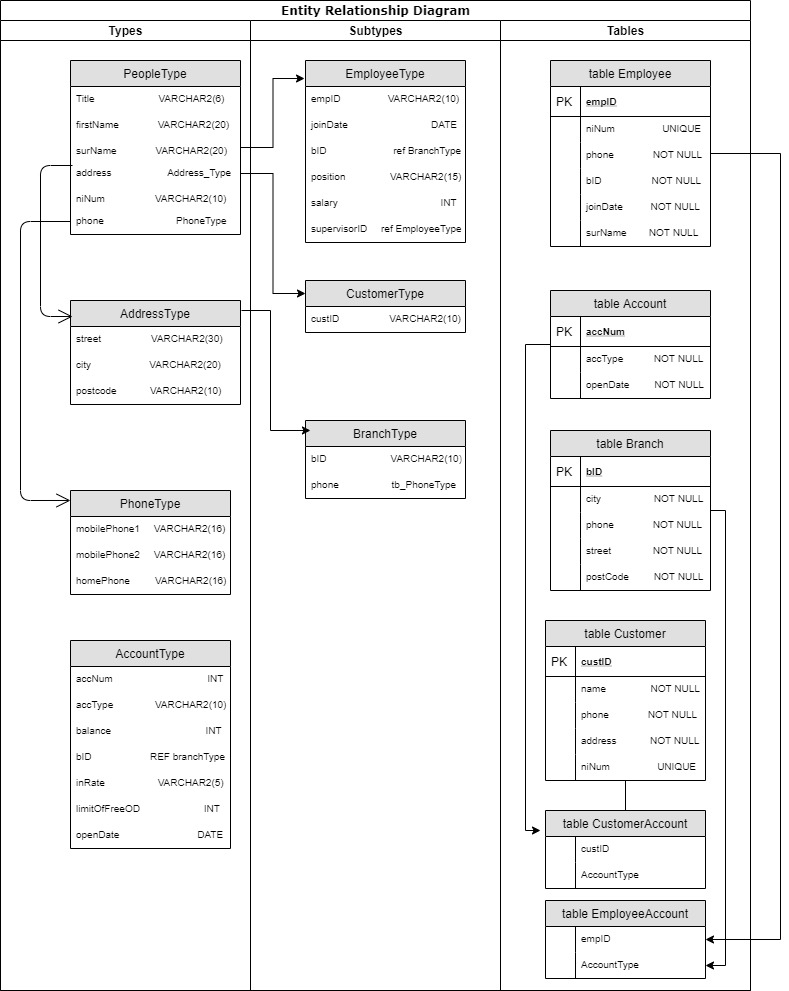 Entity Relationship Diagram
Types
Subtypes
Tables
PeopleType
Title VARCHAR2(6)
firstName VARCHAR2(20)
surName VARCHAR2(20)
address Address_Type
niNum VARCHAR2(10)
phone PhoneType
AddressType
street VARCHAR2(30)
city VARCHAR2(20)
postcode VARCHAR2(10)
PhoneType
mobilePhone1 VARCHAR2(16)
mobilePhone2 VARCHAR2(16)
homePhone VARCHAR2(16)
AccountType
accNum INT
accType VARCHAR2(10)
balance INT
bID REF branchType
inRate VARCHAR2(5)
limitOfFreeOD INT
openDate DATE
EmployeeType
empID VARCHAR2(10)
joinDate DATE
bID ref BranchType
position VARCHAR2(15)
salary INT
supervisorID ref EmployeeType
CustomerType
custID VARCHAR2(10)
BranchType
bID VARCHAR2(10)
phone tb_PhoneType
table Employee
PK empID
niNum UNIQUE
phone NOT NULL
bID NOT NULL
joinDate NOT NULL
surName NOT NULL
table Account
PK accNum
accType NOT NULL
openDate NOT NULL
table Branch
PK bID
city NOT NULL
phone NOT NULL
street NOT NULL
postCode NOT NULL
table Customer
PK custID
name NOT NULL
phone NOT NULL
address NOT NULL
niNum UNIQUE
table CustomerAccount
custID
AccountType
table EmployeeAccount
empID
AccountType